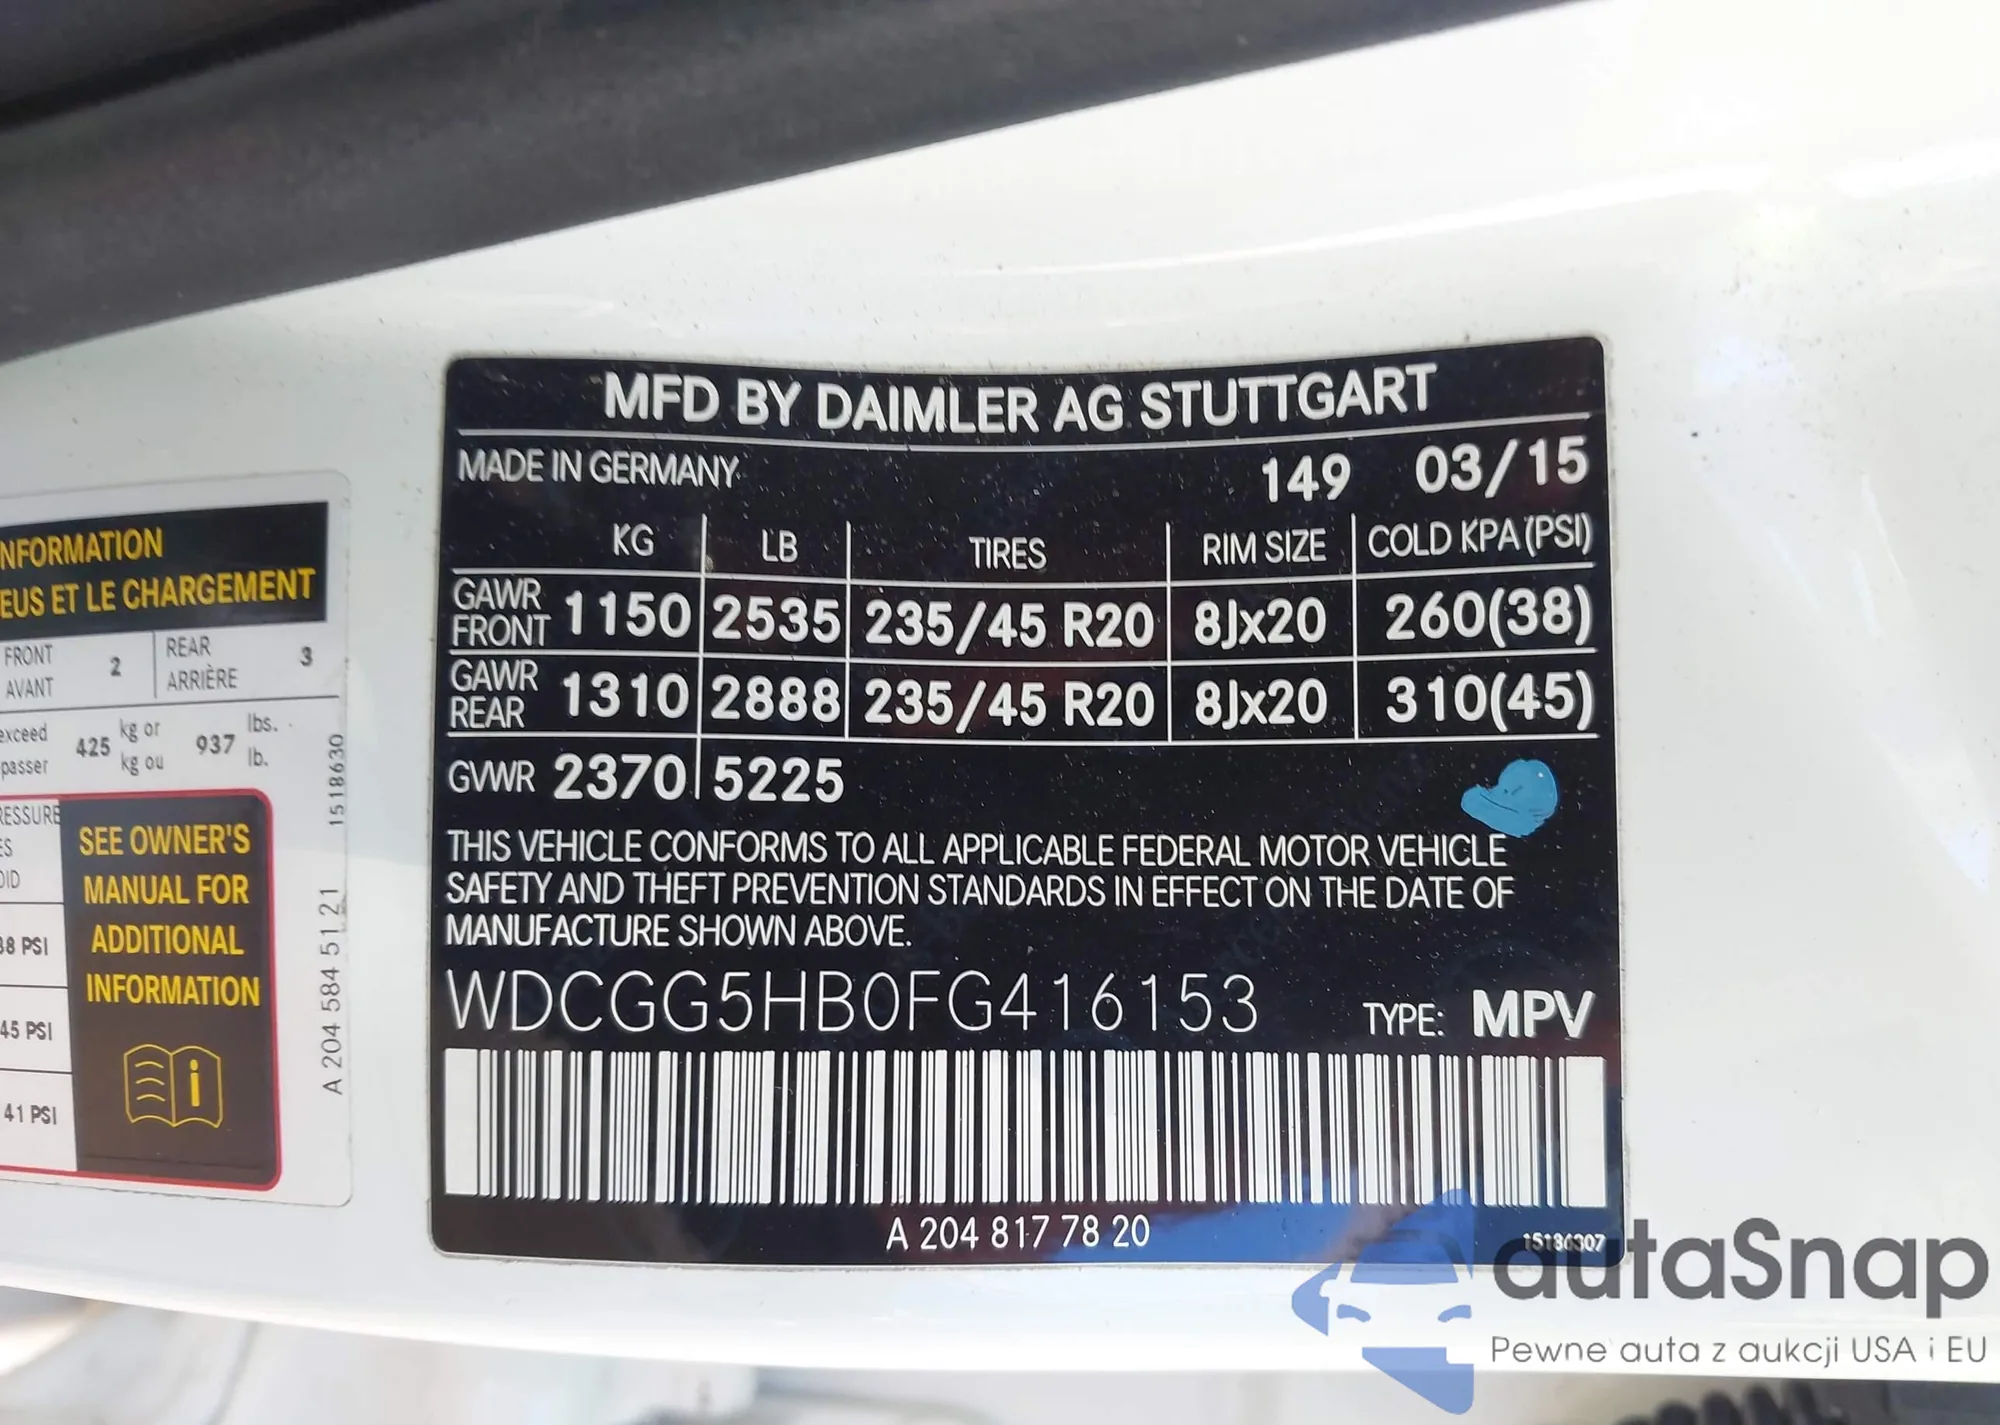 MFD BY DAIMLER AG STUTTGART
MADE IN GERMANY 149 03/15
KG LB TIRES RIM SIZE COLD KPA (PSI)
GAWR FRONT 1150 2535 235/45 R20 8Jx20 260(38)
GAWR REAR 1310 2888 235/45 R20 8Jx20 310(45)
GVWR 2370 5225
THIS VEHICLE CONFORMS TO ALL APPLICABLE FEDERAL MOTOR VEHICLE
SAFETY AND THEFT PREVENTION STANDARDS IN EFFECT ON THE DATE OF
MANUFACTURE SHOWN ABOVE.
WDCGG5HB0FG416153 TYPE: MPV
A 204 817 78 20
15136307
NFORMATION
EUS ET LE CHARGEMENT
FRONT 2 REAR 3
AVANT ARRIÈRE
exceed 425 kg or 937 lbs.
passer kg ou lb.
RESSURE
ES
OID
38 PSI
45 PSI
41 PSI
SEE OWNER'S
MANUAL FOR
ADDITIONAL
INFORMATION
A 204 584 51 21 1518630
autaSnap
Pewne auta z aukcji USA i EU